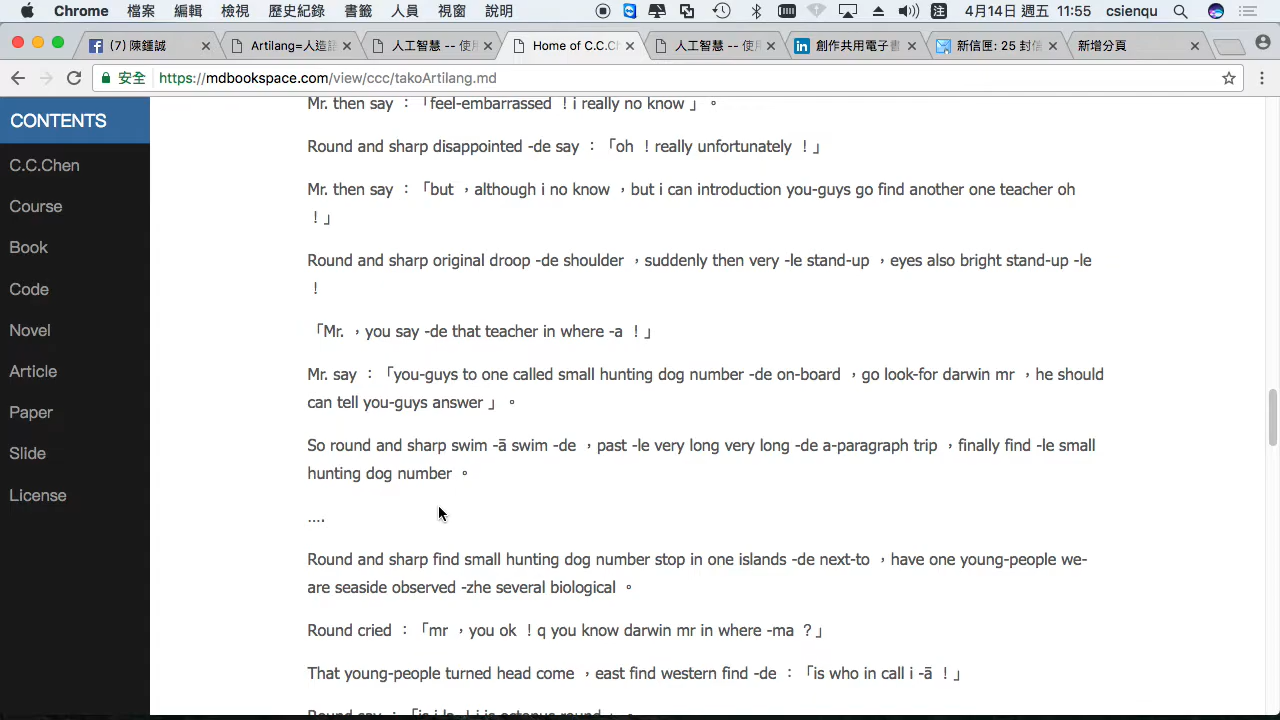 Chrome 檔案 編輯 檢視 歷史紀錄 書籤 人員 視窗 說明 注 4月14日 週五 11:55 csienqu
(7) 陳鍾誠 Artilang=人造語 人工智慧 -- 使用 Home of C.C.Ch 人工智慧 -- 使用 創作共用電子書 新信匣: 25 封信 新增分頁
安全 https://mdbookspace.com/view/ccc/takoArtilang.md
CONTENTS
C.C.Chen
Course
Book
Code
Novel
Article
Paper
Slide
License
Mr. then say :「feel-embarrassed !i really no know 」。
Round and sharp disappointed -de say :「oh !really unfortunately !」
Mr. then say :「but ,although i no know ,but i can introduction you-guys go find another one teacher oh
!」
Round and sharp original droop -de shoulder ,suddenly then very -le stand-up ,eyes also bright stand-up -le
!
「Mr. ,you say -de that teacher in where -a !」
Mr. say :「you-guys to one called small hunting dog number -de on-board ,go look-for darwin mr ,he should
can tell you-guys answer 」。
So round and sharp swim -ā swim -de ,past -le very long very long -de a-paragraph trip ,finally find -le small
hunting dog number 。
....
Round and sharp find small hunting dog number stop in one islands -de next-to ,have one young-people we-
are seaside observed -zhe several biological 。
Round cried :「mr ,you ok !q you know darwin mr in where -ma ?」
That young-people turned head come ,east find western find -de :「is who in call i -ā !」